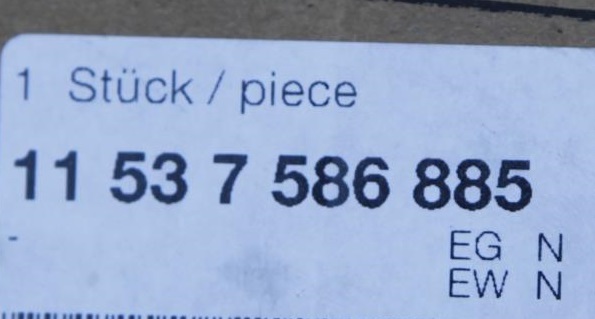 1 Stück / piece
11 53 7 586 885
-
EG N
EW N